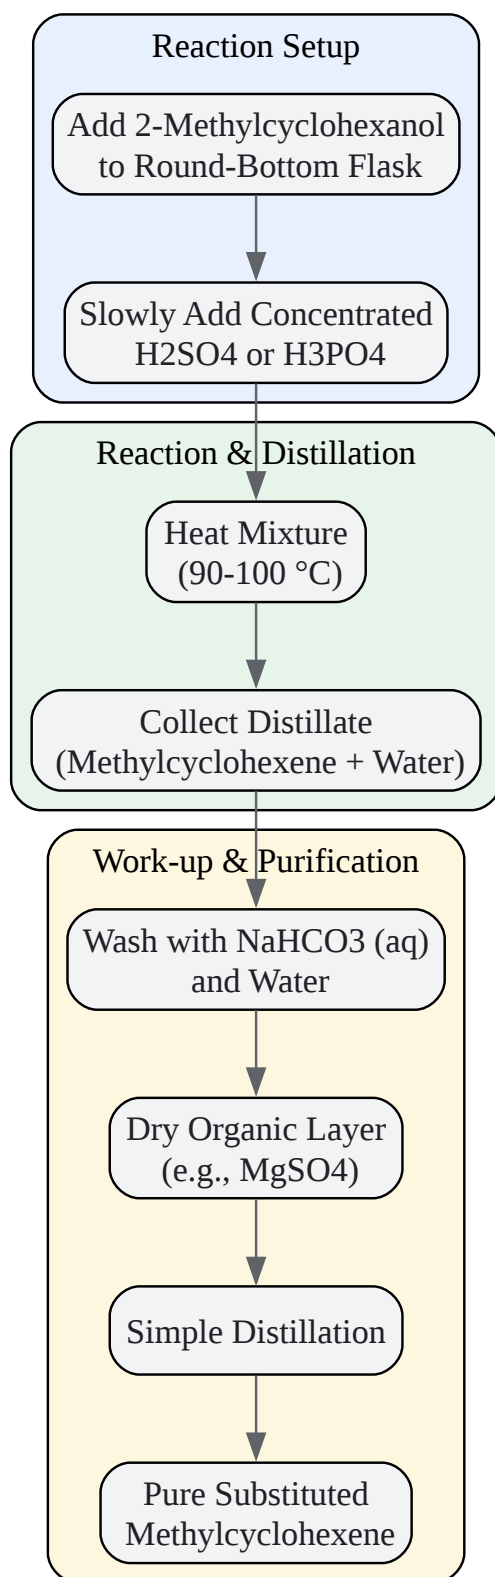 Reaction Setup
Add 2-Methylcyclohexanol
to Round-Bottom Flask
Slowly Add Concentrated
H2SO4 or H3PO4
Reaction & Distillation
Heat Mixture
(90-100 °C)
Collect Distillate
(Methylcyclohexene + Water)
Work-up & Purification
Wash with NaHCO3 (aq)
and Water
Dry Organic Layer
(e.g., MgSO4)
Simple Distillation
Pure Substituted
Methylcyclohexene